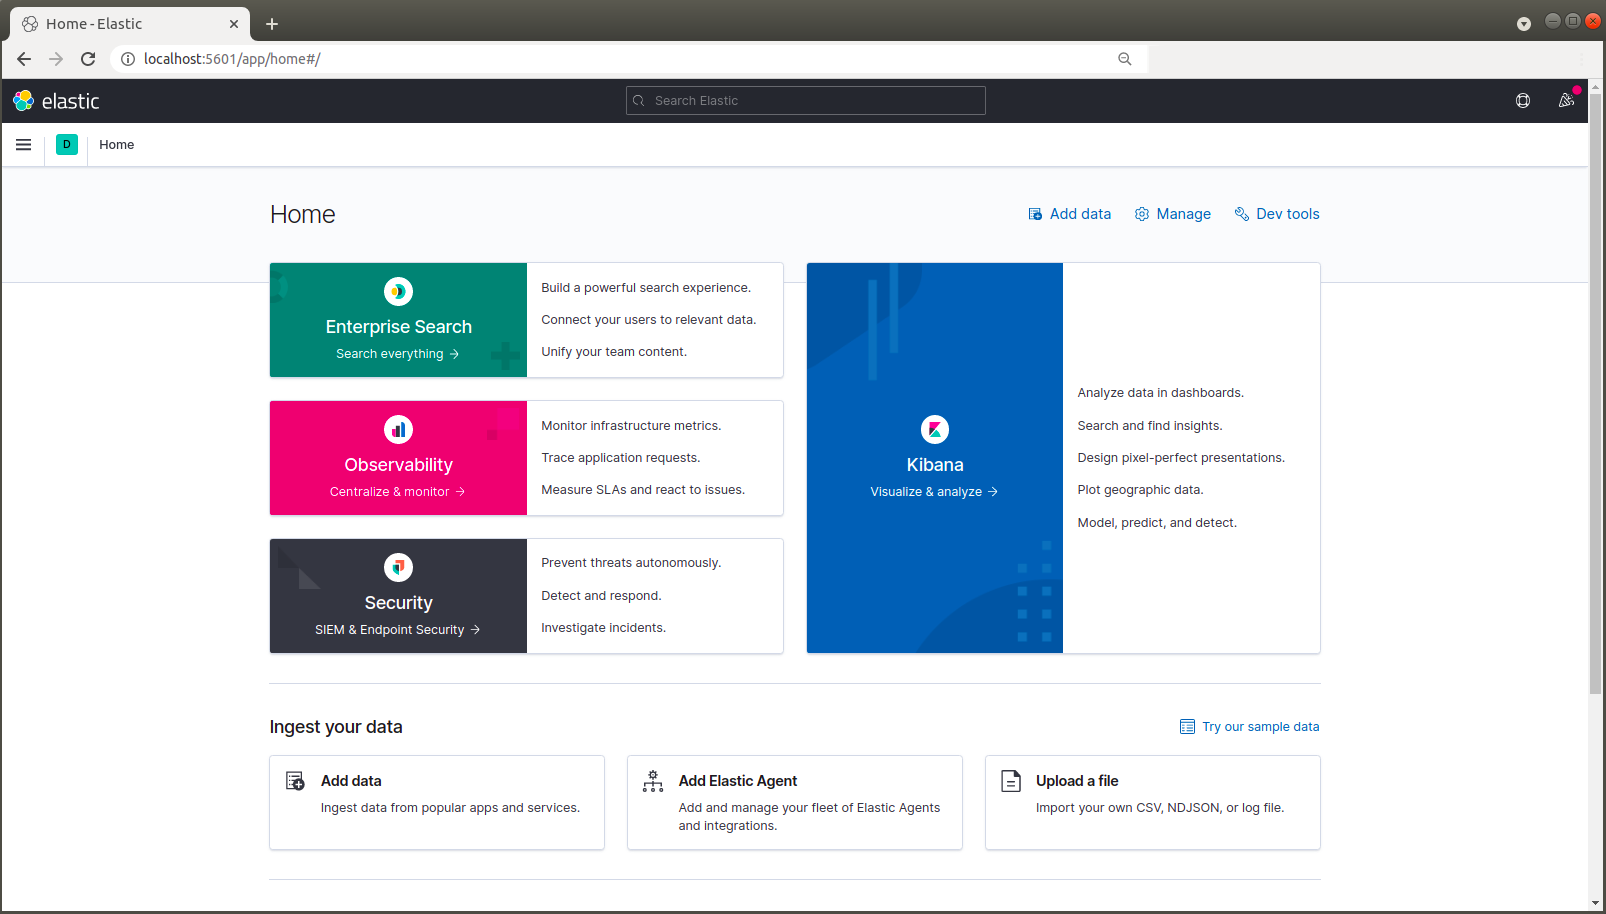 Home - Elastic
localhost:5601/app/home#/
elastic
Search Elastic
D
Home
Home
Add data
Manage
Dev tools
Enterprise Search
Search everything →
Build a powerful search experience.
Connect your users to relevant data.
Unify your team content.
Observability
Centralize & monitor →
Monitor infrastructure metrics.
Trace application requests.
Measure SLAs and react to issues.
Security
SIEM & Endpoint Security →
Prevent threats autonomously.
Detect and respond.
Investigate incidents.
Kibana
Visualize & analyze →
Analyze data in dashboards.
Search and find insights.
Design pixel-perfect presentations.
Plot geographic data.
Model, predict, and detect.
Ingest your data
Try our sample data
Add data
Ingest data from popular apps and services.
Add Elastic Agent
Add and manage your fleet of Elastic Agents
and integrations.
Upload a file
Import your own CSV, NDJSON, or log file.